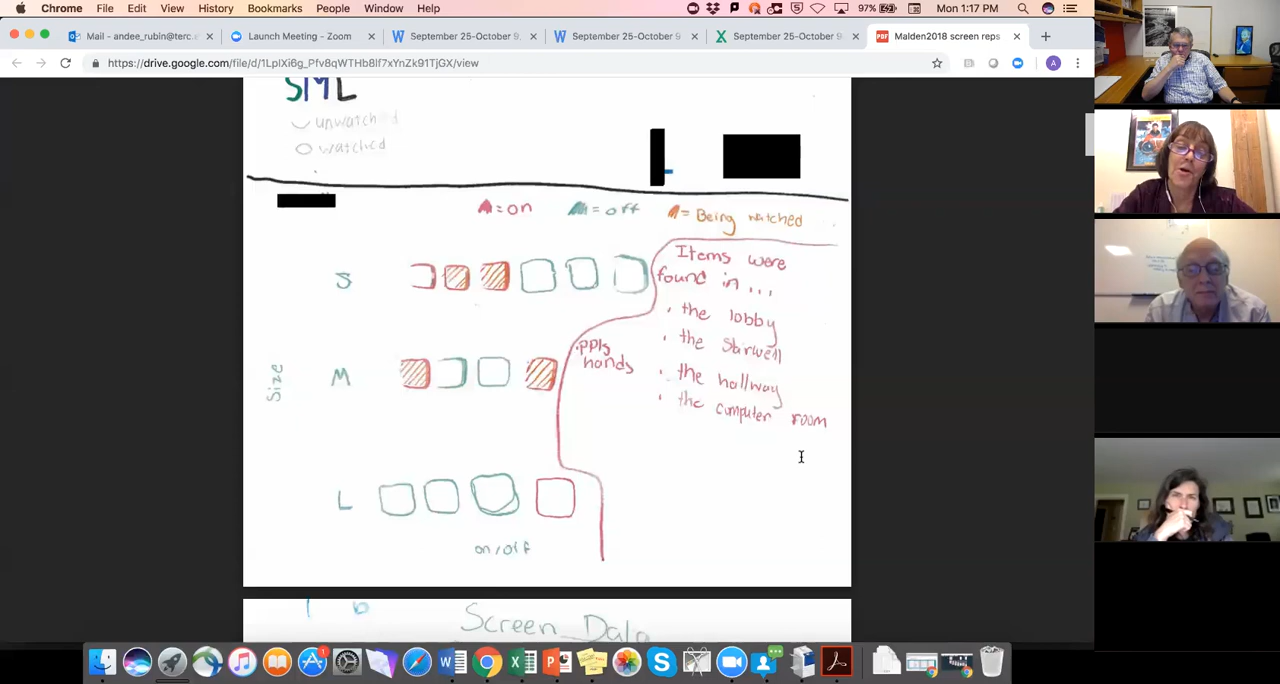 Chrome File Edit View History Bookmarks People Window Help 97% Mon 1:17 PM
Mail - andee_rubin@terc.e Launch Meeting - Zoom September 25-October 9. September 25-October 9 September 25-October 9 Malden2018 screen reps
https://drive.google.com/file/d/1LpIXi6g_Pfv8qWTHb8lf7xYnZk91TjGX/view
SML
unwatched
watched
= on = off = Being watched
S
Items were
found in ...
• the lobby
• the stairwell
• the hallway
• the computer room
• ppls
hands
Size
M
L
on/off
Screen Data